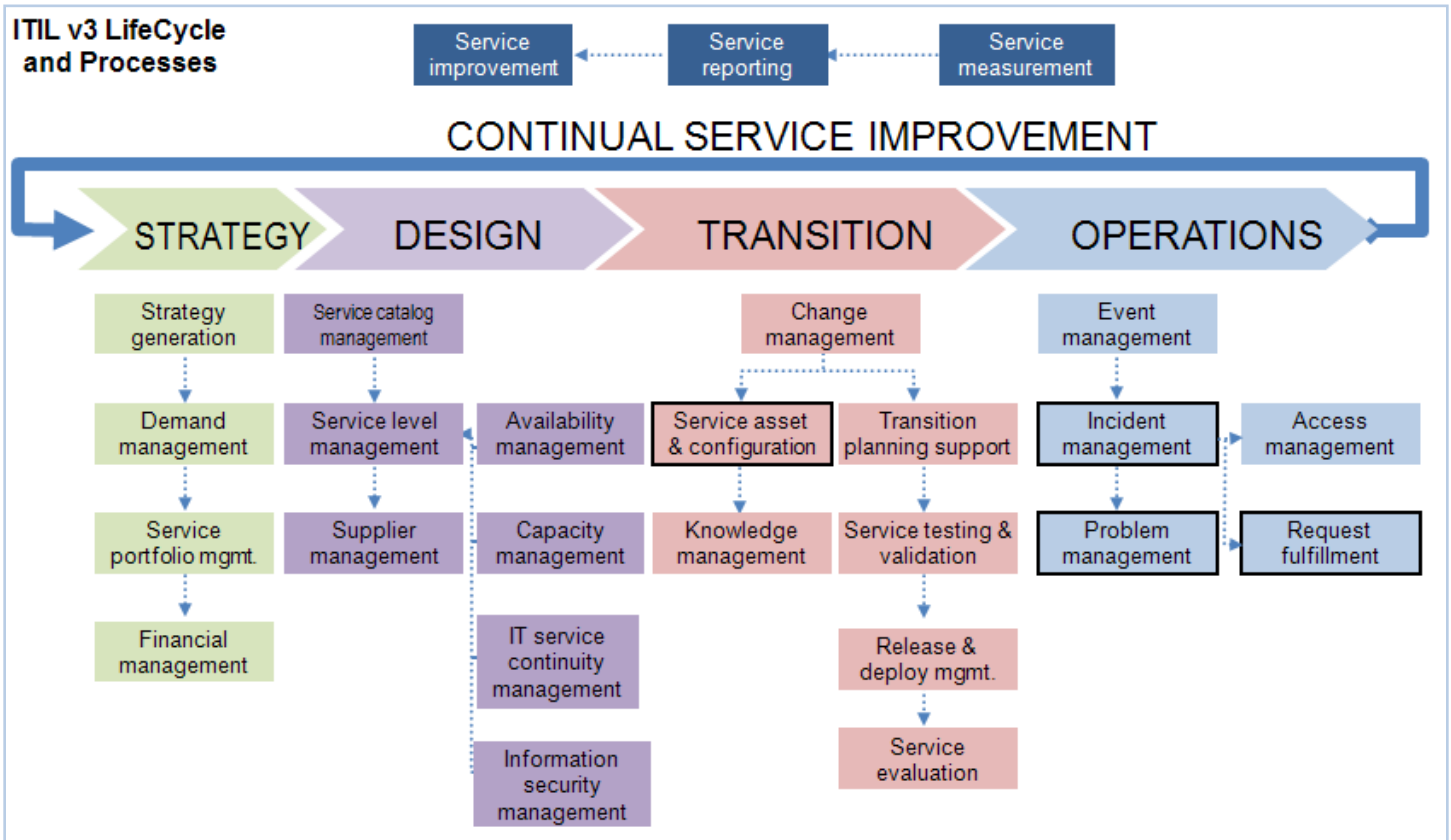 ITIL v3 LifeCycle
and Processes
Service
improvement
Service
reporting
Service
measurement
CONTINUAL SERVICE IMPROVEMENT
STRATEGY
DESIGN
TRANSITION
OPERATIONS
Strategy
generation
Demand
management
Service
portfolio mgmt.
Financial
management
Service catalog
management
Service level
management
Supplier
management
Availability
management
Capacity
management
IT service
continuity
management
Information
security
management
Change
management
Service asset
& configuration
Knowledge
management
Transition
planning support
Service testing &
validation
Release &
deploy mgmt.
Service
evaluation
Event
management
Incident
management
Problem
management
Access
management
Request
fulfillment